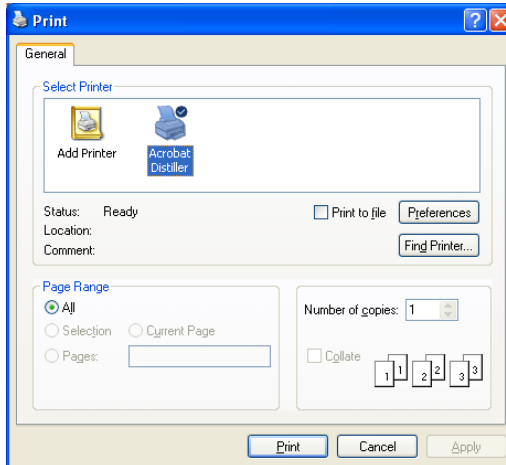 Print
General
Select Printer
Add Printer
Acrobat
Distiller
Status: Ready
Location:
Comment:
Print to file
Preferences
Find Printer...
Page Range
All
Selection
Current Page
Pages:
Number of copies: 1
Collate
1 1 2 2 3 3
Print
Cancel
Apply